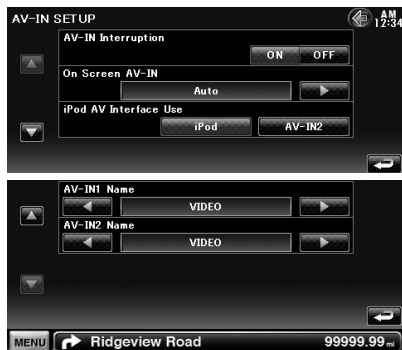 AV-IN SETUP
AM
12:34
AV-IN Interruption
ON OFF
On Screen AV-IN
Auto
iPod AV Interface Use
iPod AV-IN2
AV-IN1 Name
VIDEO
AV-IN2 Name
VIDEO
MENU Ridgeview Road 99999.99 mi